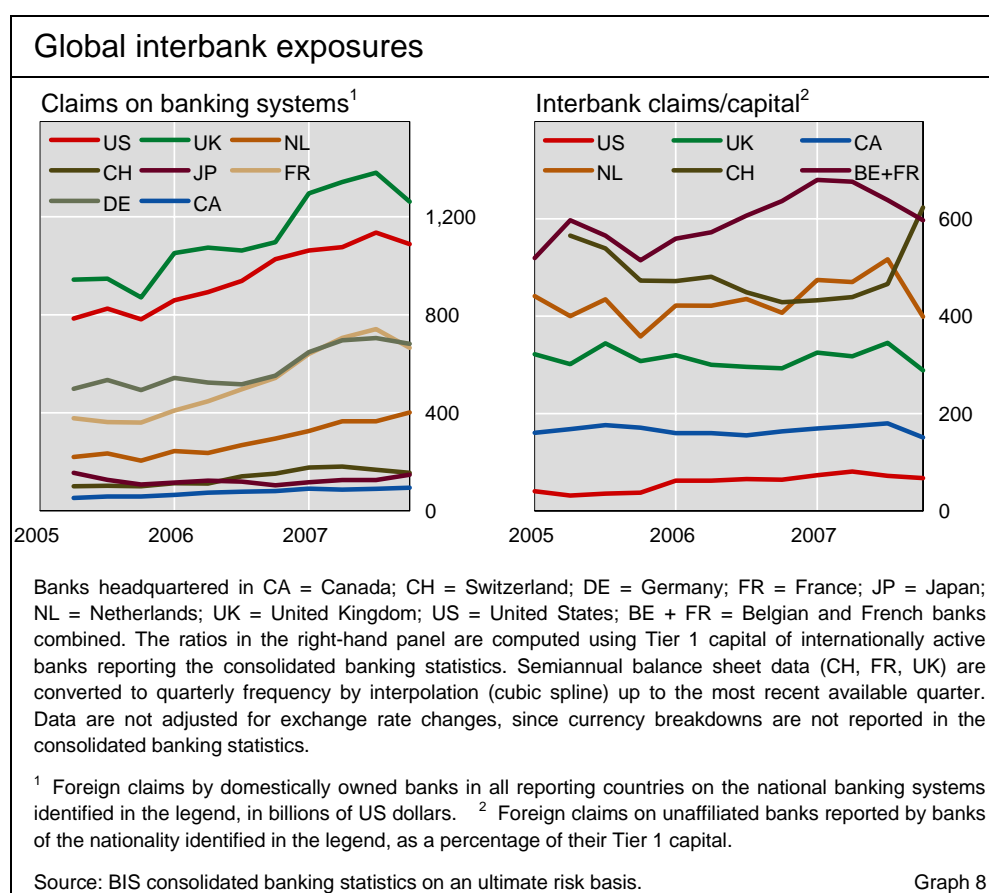 Global interbank exposures
Claims on banking systems1
US UK NL
CH JP FR
DE CA
1,200
800
400
0
2005 2006 2007
Interbank claims/capital2
US UK CA
NL CH BE+FR
600
400
200
0
2005 2006 2007
Banks headquartered in CA = Canada; CH = Switzerland; DE = Germany; FR = France; JP = Japan;
NL = Netherlands; UK = United Kingdom; US = United States; BE + FR = Belgian and French banks
combined. The ratios in the right-hand panel are computed using Tier 1 capital of internationally active
banks reporting the consolidated banking statistics. Semiannual balance sheet data (CH, FR, UK) are
converted to quarterly frequency by interpolation (cubic spline) up to the most recent available quarter.
Data are not adjusted for exchange rate changes, since currency breakdowns are not reported in the
consolidated banking statistics.
1 Foreign claims by domestically owned banks in all reporting countries on the national banking systems
identified in the legend, in billions of US dollars. 2 Foreign claims on unaffiliated banks reported by banks
of the nationality identified in the legend, as a percentage of their Tier 1 capital.
Source: BIS consolidated banking statistics on an ultimate risk basis. Graph 8